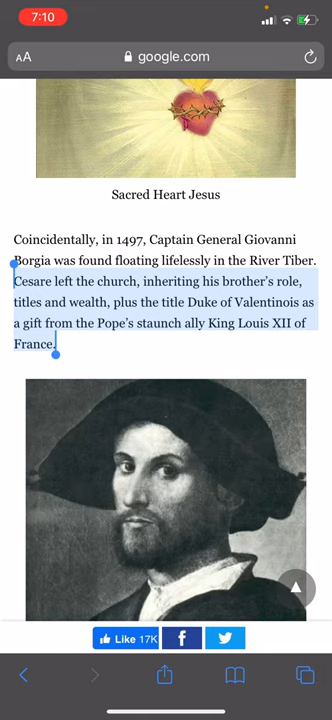 7:10
AA google.com
Sacred Heart Jesus
Coincidentally, in 1497, Captain General Giovanni
Borgia was found floating lifelessly in the River Tiber.
Cesare left the church, inheriting his brother's role,
titles and wealth, plus the title Duke of Valentinois as
a gift from the Pope's staunch ally King Louis XII of
France.
Like 17K